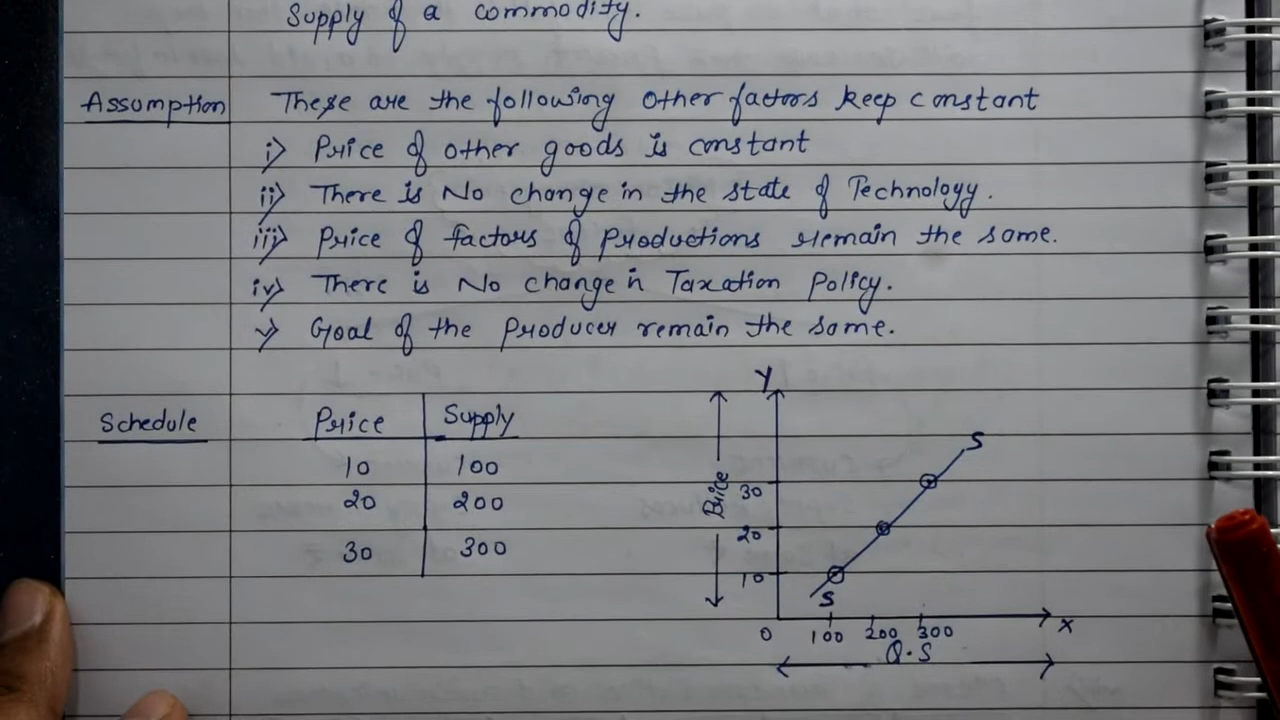 Supply of a commodity.
Assumption These are the following other factors keep constant
i) Price of other goods is constant
ii) There is No change in the state of Technology.
iii) Price of factors of Productions remain the same.
iv) There is No change in Taxation Policy.
v) Goal of the Producer remain the same.
Schedule Price Supply
10 100
20 200
30 300
Y
Price
30
20
10
S
S
0 100 200 300 X
Q.S